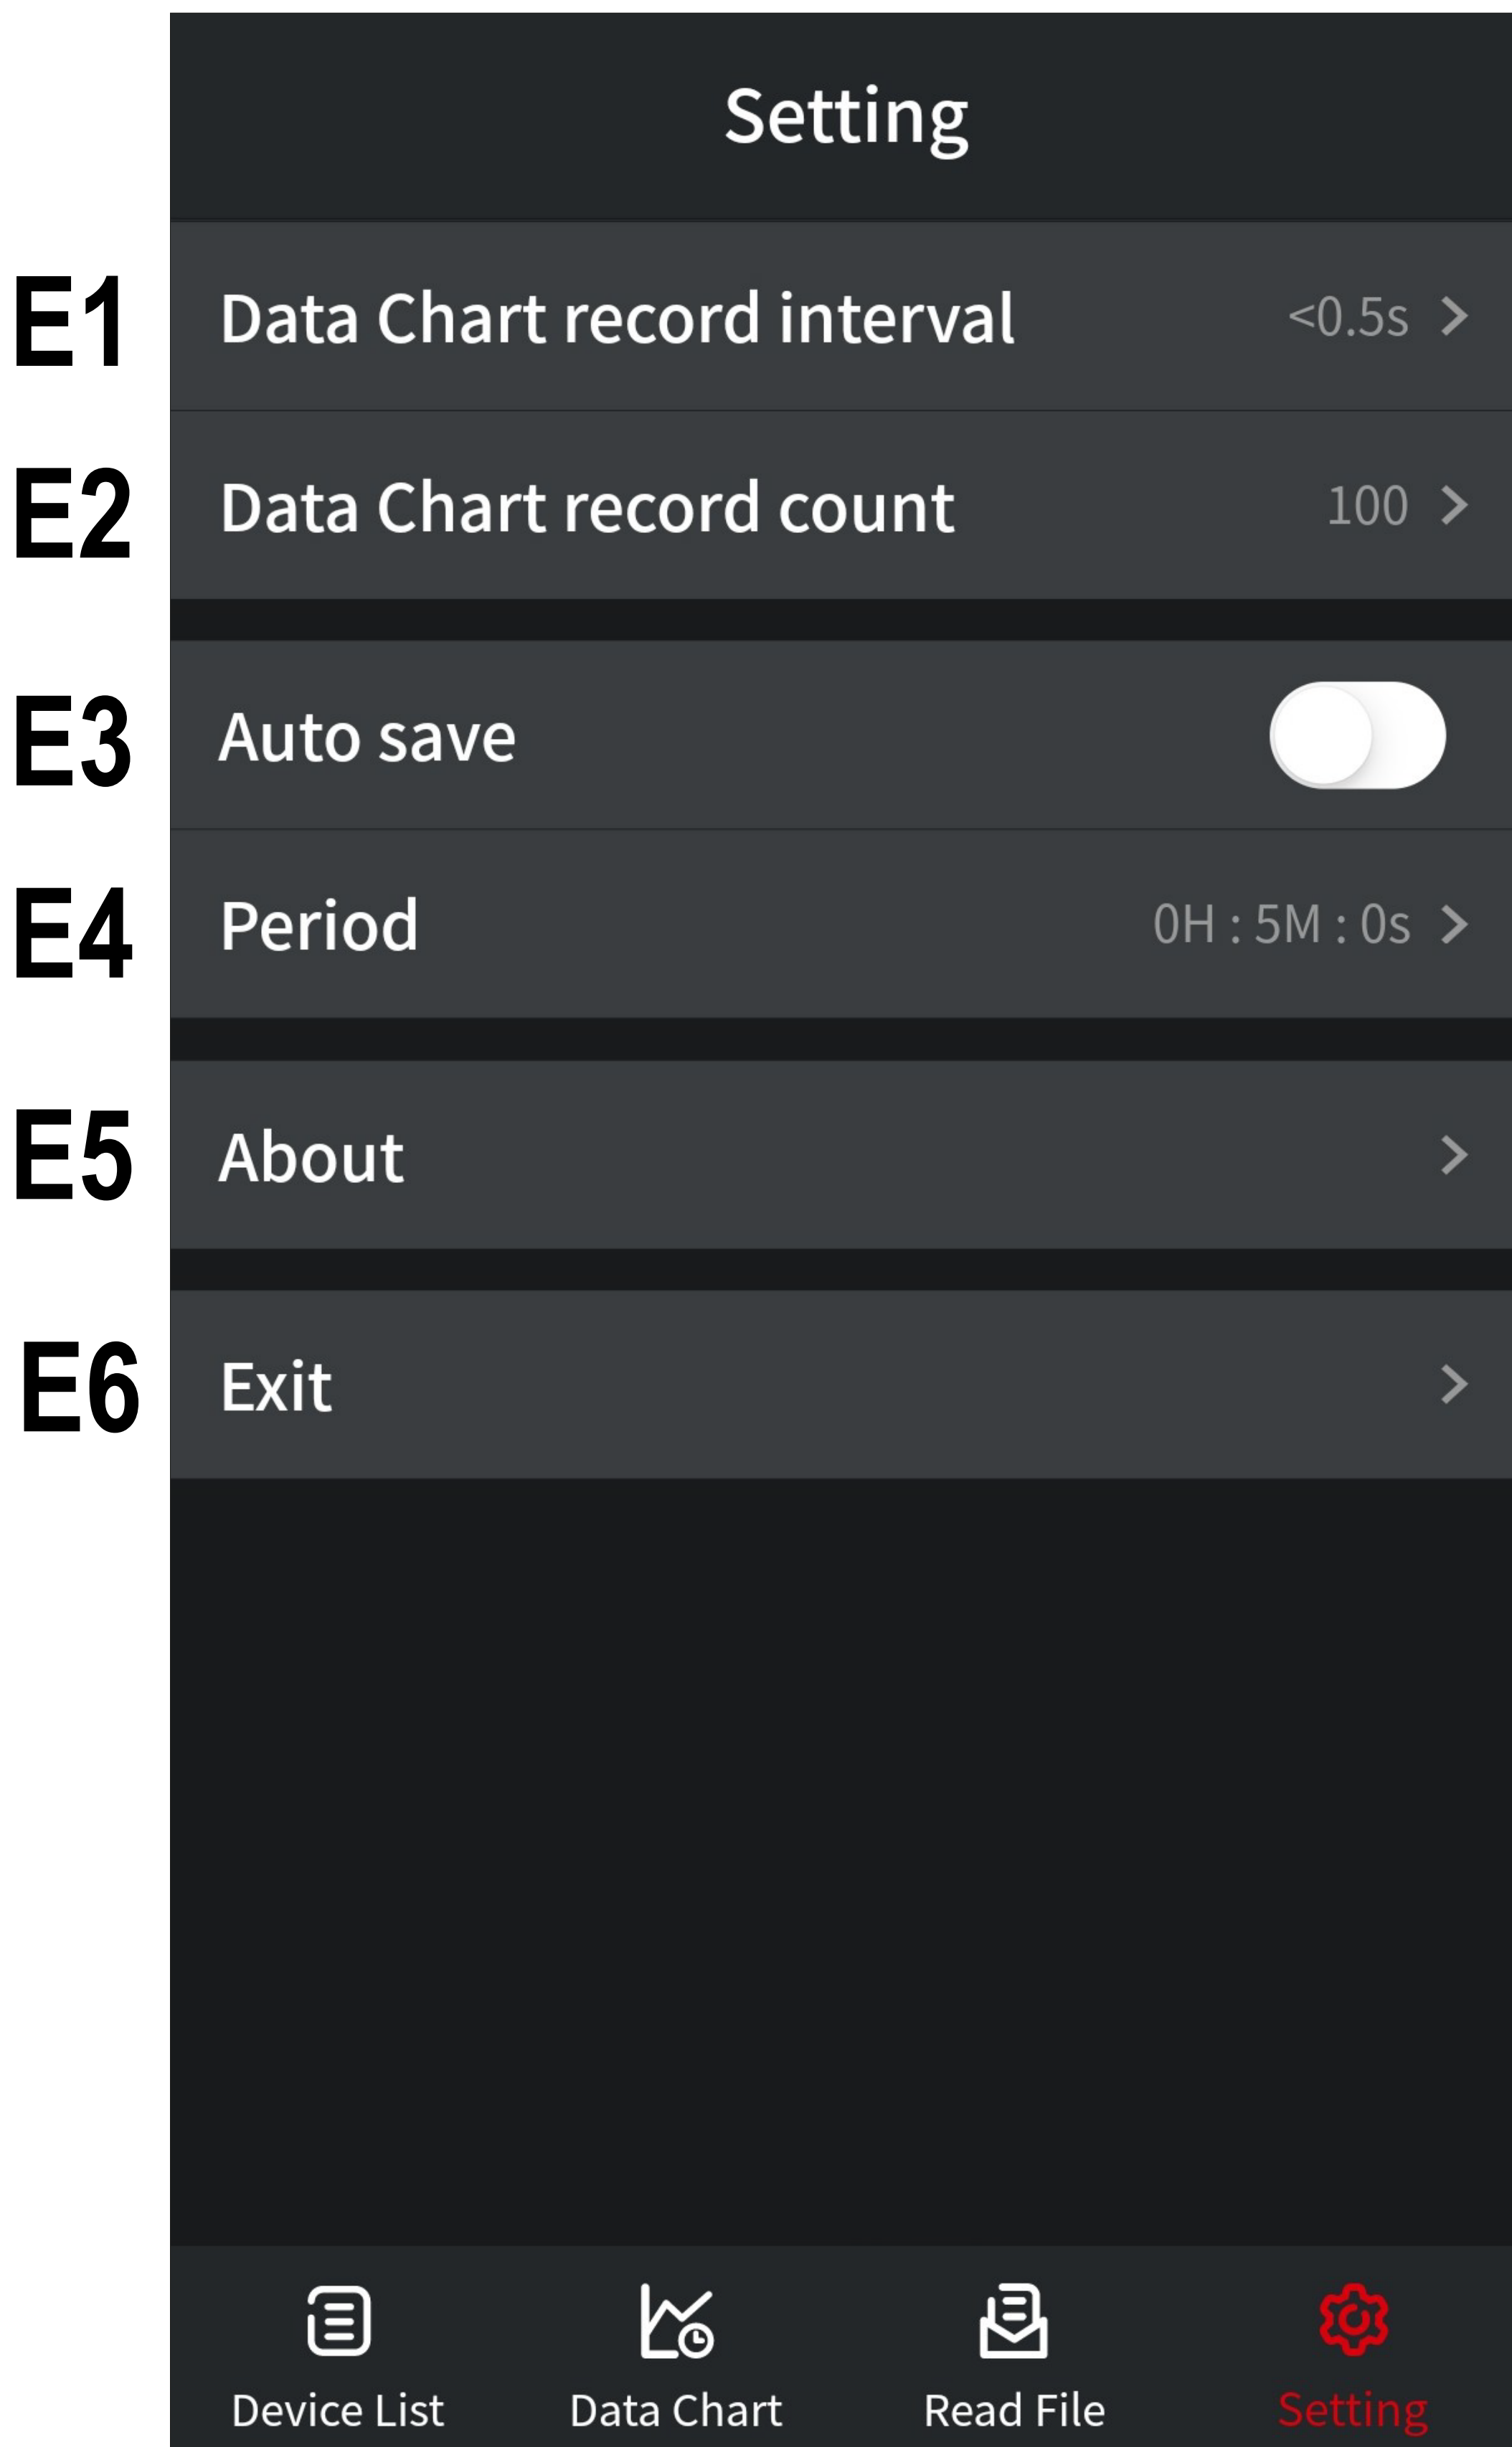 Setting
E1 Data Chart record interval <0.5s >
E2 Data Chart record count 100 >
E3 Auto save
E4 Period 0H : 5M : 0s >
E5 About >
E6 Exit >
Device List Data Chart Read File Setting